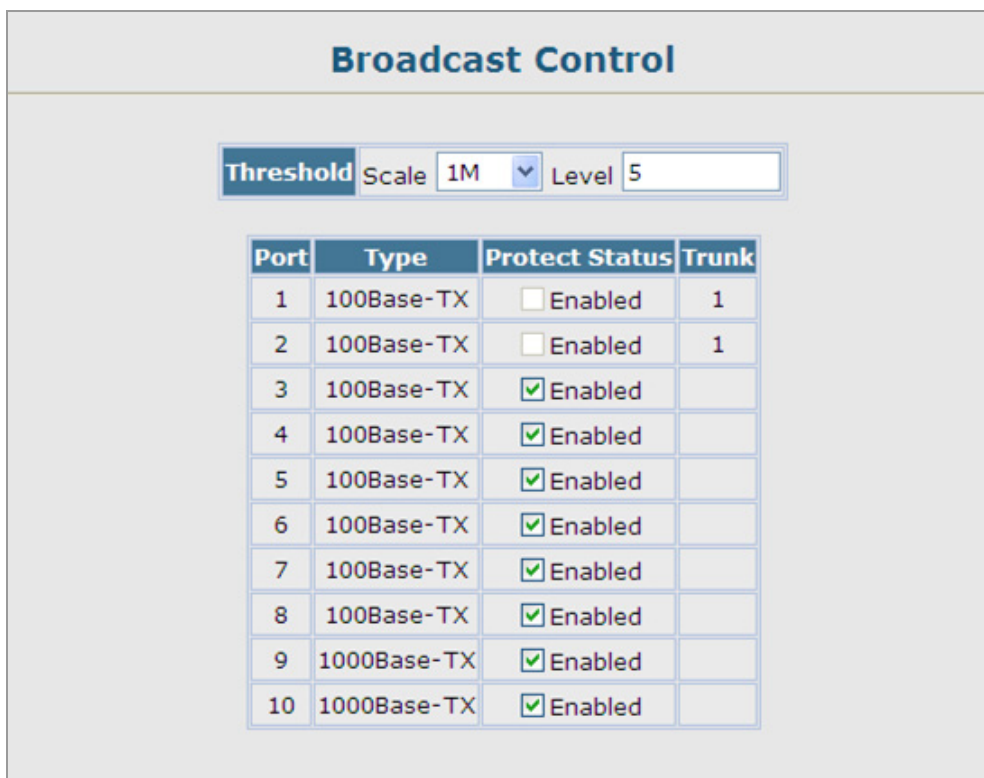 Broadcast Control
Threshold Scale 1M Level 5
Port Type Protect Status Trunk
1 100Base-TX Enabled 1
2 100Base-TX Enabled 1
3 100Base-TX Enabled
4 100Base-TX Enabled
5 100Base-TX Enabled
6 100Base-TX Enabled
7 100Base-TX Enabled
8 100Base-TX Enabled
9 1000Base-TX Enabled
10 1000Base-TX Enabled